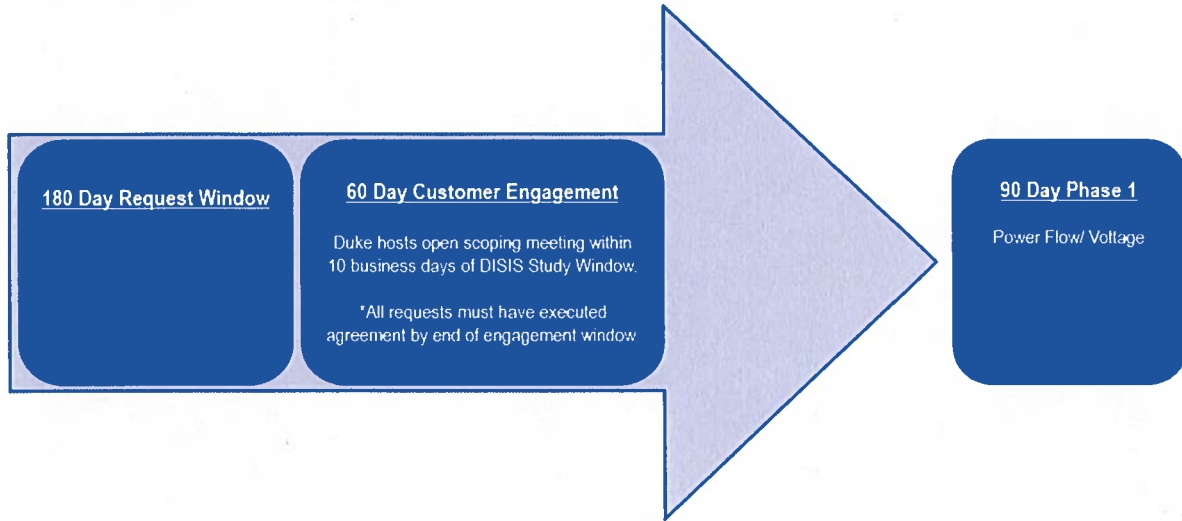 180 Day Request Window
60 Day Customer Engagement
Duke hosts open scoping meeting within
10 business days of DISIS Study Window.
*All requests must have executed
agreement by end of engagement window
90 Day Phase 1
Power Flow/ Voltage